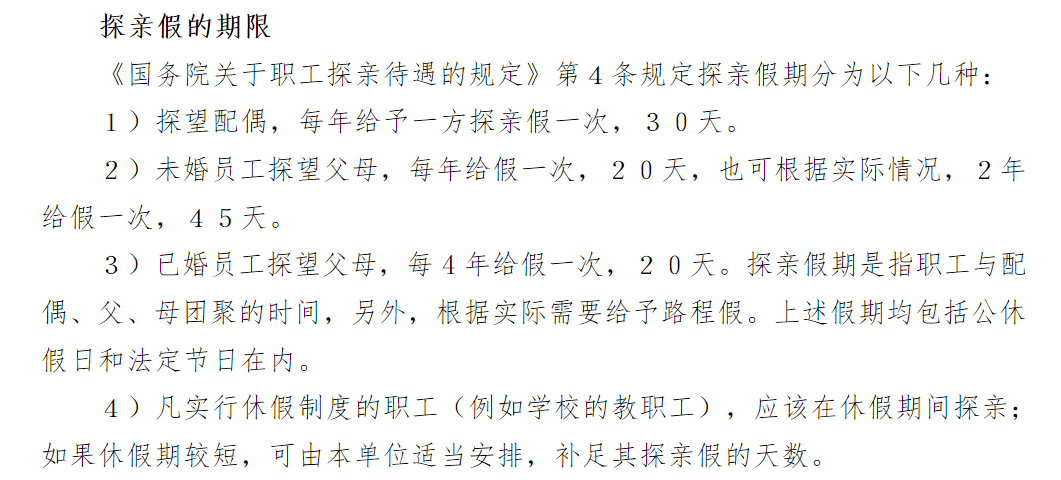 探亲假的期限
《国务院关于职工探亲待遇的规定》第４条规定探亲假期分为以下几种：
１）探望配偶，每年给予一方探亲假一次，３０天。
２）未婚员工探望父母，每年给假一次，２０天，也可根据实际情况，２年
给假一次，４５天。
３）已婚员工探望父母，每４年给假一次，２０天。探亲假期是指职工与配
偶、父、母团聚的时间，另外，根据实际需要给予路程假。上述假期均包括公休
假日和法定节日在内。
４）凡实行休假制度的职工（例如学校的教职工），应该在休假期间探亲；
如果休假期较短，可由本单位适当安排，补足其探亲假的天数。